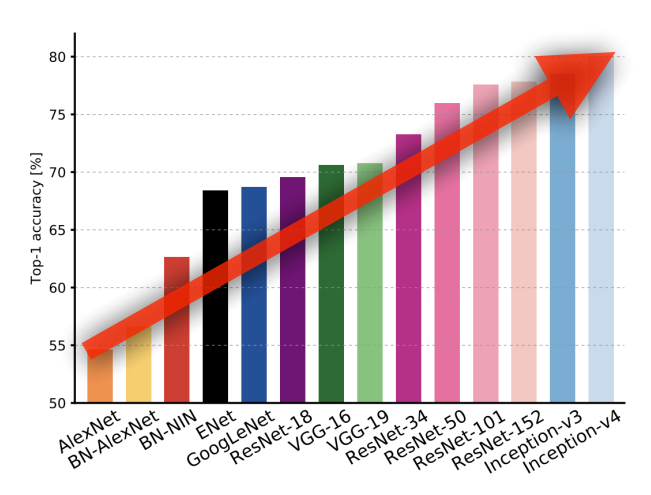 Top-1 accuracy [%]
80
75
70
65
60
55
50
AlexNet
BN-AlexNet
BN-NIN
ENet
GoogLeNet
ResNet-18
VGG-16
VGG-19
ResNet-34
ResNet-50
ResNet-101
ResNet-152
Inception-v3
Inception-v4